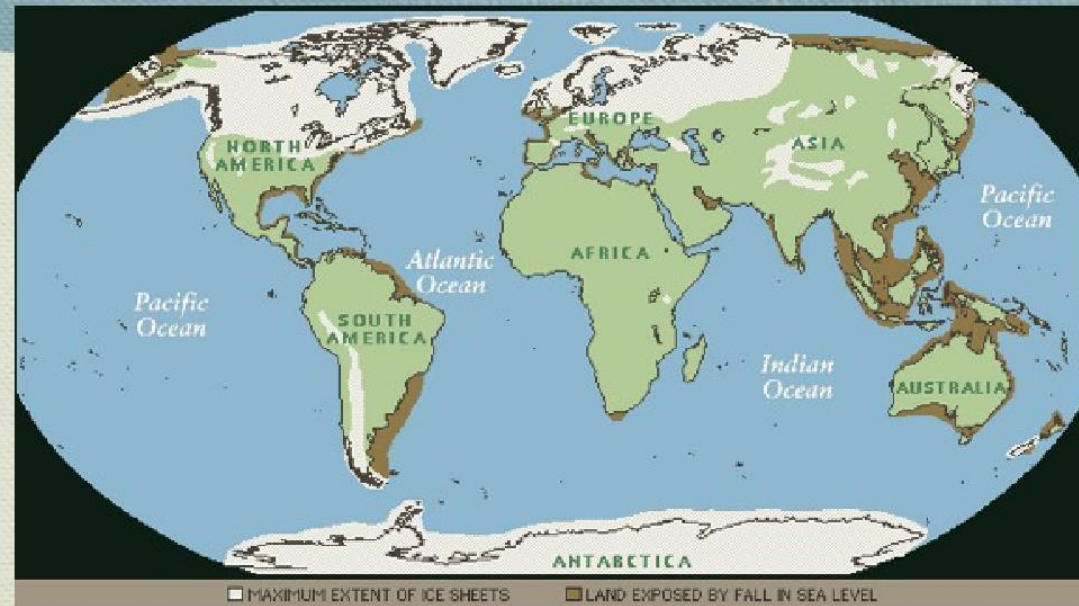 EUROPE
NORTH
AMERICA
ASIA
Pacific
Ocean
AFRICA
Atlantic
Ocean
Pacific
Ocean
SOUTH
AMERICA
Indian
Ocean
AUSTRALIA
ANTARCTICA
MAXIMUM EXTENT OF ICE SHEETS
LAND EXPOSED BY FALL IN SEA LEVEL